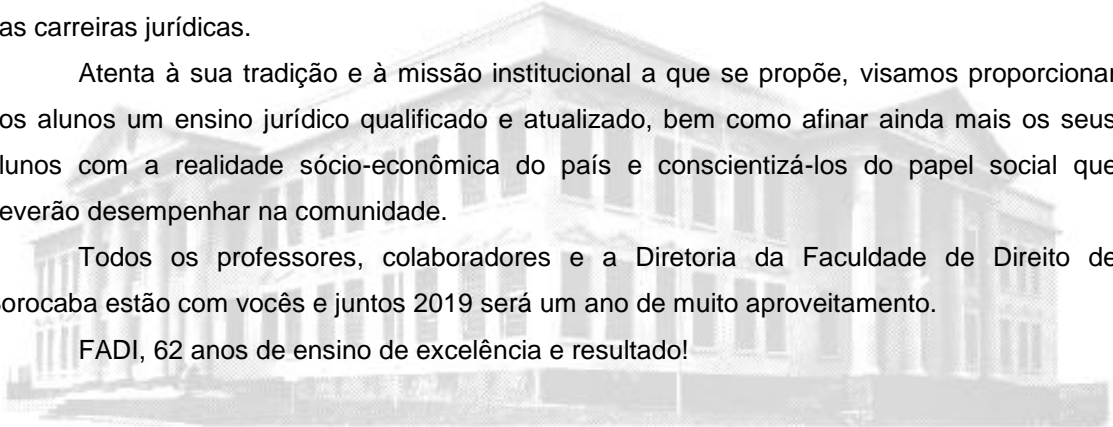 as carreiras jurídicas.
Atenta à sua tradição e à missão institucional a que se propõe, visamos proporcionar
os alunos um ensino jurídico qualificado e atualizado, bem como afinar ainda mais os seus
lunos com a realidade sócio-econômica do país e conscientizá-los do papel social que
everão desempenhar na comunidade.
Todos os professores, colaboradores e a Diretoria da Faculdade de Direito de
orocaba estão com vocês e juntos 2019 será um ano de muito aproveitamento.
FADI, 62 anos de ensino de excelência e resultado!